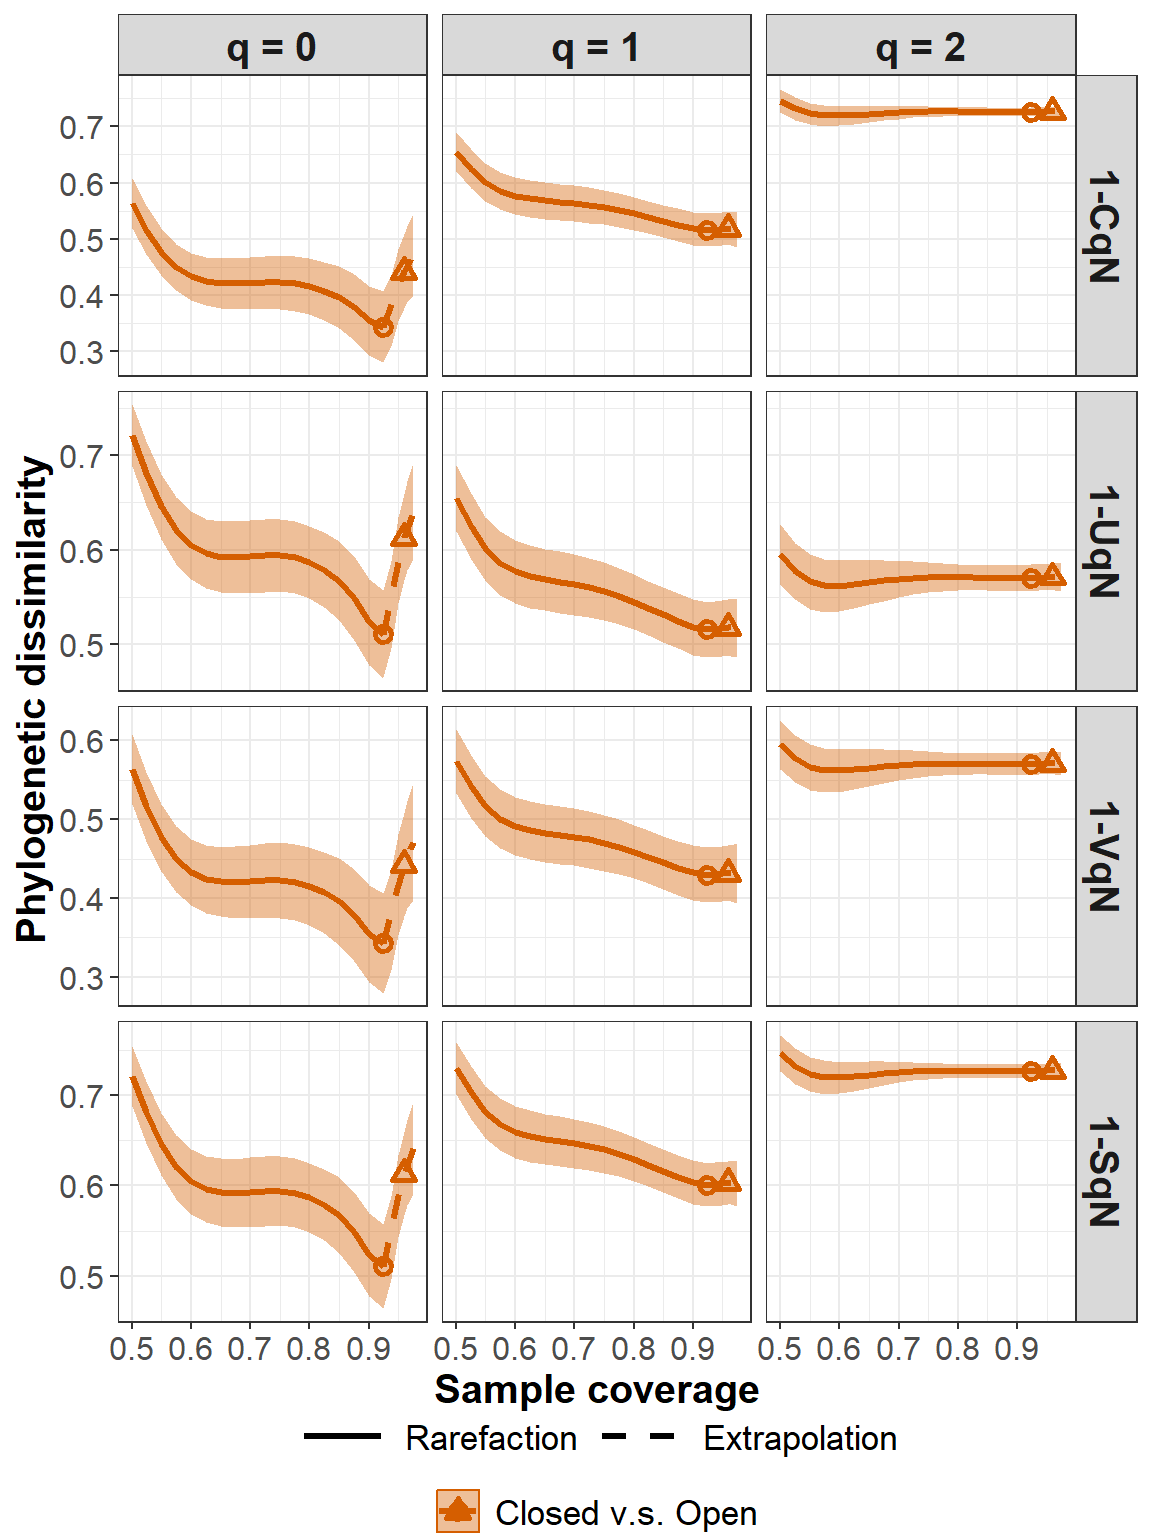 q = 0 q = 1 q = 2
0.7
0.6
0.5
0.4
0.3
1-CqN
0.7
0.6
0.5
1-UqN
0.6
0.5
0.4
0.3
1-VqN
0.7
0.6
0.5
1-SqN
Phylogenetic dissimilarity
0.5 0.6 0.7 0.8 0.9 0.5 0.6 0.7 0.8 0.9 0.5 0.6 0.7 0.8 0.9
Sample coverage
Rarefaction Extrapolation
Closed v.s. Open